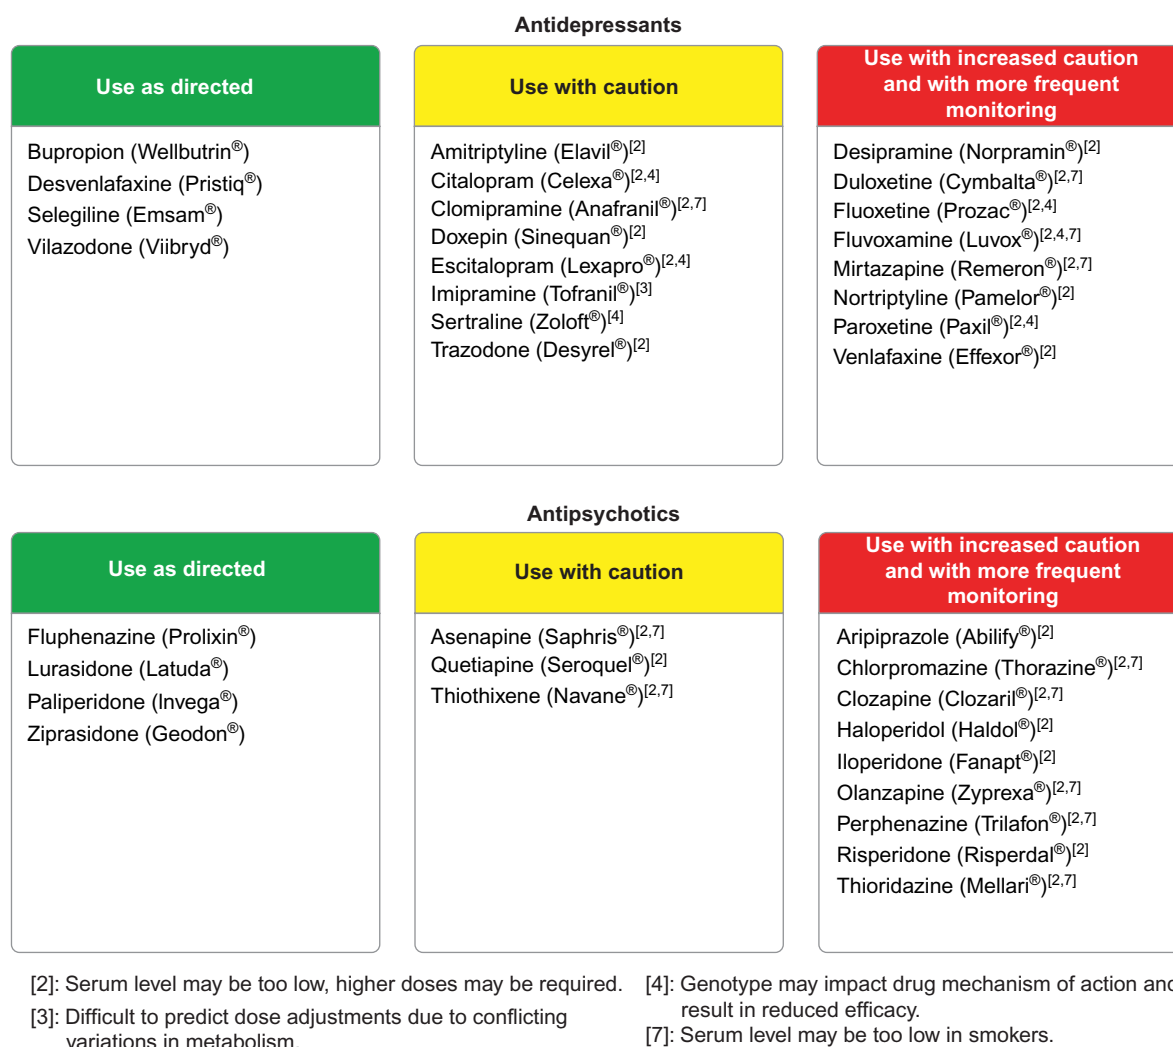 Antidepressants
Use as directed
Bupropion (Wellbutrin®)
Desvenlafaxine (Pristiq®)
Selegiline (Emsam®)
Vilazodone (Viibryd®)
Use with caution
Amitriptyline (Elavil®)[2]
Citalopram (Celexa®)[2,4]
Clomipramine (Anafranil®)[2,7]
Doxepin (Sinequan®)[2]
Escitalopram (Lexapro®)[2,4]
Imipramine (Tofranil®)[3]
Sertraline (Zoloft®)[4]
Trazodone (Desyrel®)[2]
Use with increased caution
and with more frequent
monitoring
Desipramine (Norpramin®)[2]
Duloxetine (Cymbalta®)[2,7]
Fluoxetine (Prozac®)[2,4]
Fluvoxamine (Luvox®)[2,4,7]
Mirtazapine (Remeron®)[2,7]
Nortriptyline (Pamelor®)[2]
Paroxetine (Paxil®)[2,4]
Venlafaxine (Effexor®)[2]
Antipsychotics
Use as directed
Fluphenazine (Prolixin®)
Lurasidone (Latuda®)
Paliperidone (Invega®)
Ziprasidone (Geodon®)
Use with caution
Asenapine (Saphris®)[2,7]
Quetiapine (Seroquel®)[2]
Thiothixene (Navane®)[2,7]
Use with increased caution
and with more frequent
monitoring
Aripiprazole (Abilify®)[2]
Chlorpromazine (Thorazine®)[2,7]
Clozapine (Clozaril®)[2,7]
Haloperidol (Haldol®)[2]
Iloperidone (Fanapt®)[2]
Olanzapine (Zyprexa®)[2,7]
Perphenazine (Trilafon®)[2,7]
Risperidone (Risperdal®)[2]
Thioridazine (Mellari®)[2,7]
[2]: Serum level may be too low, higher doses may be required.
[3]: Difficult to predict dose adjustments due to conflicting
variations in metabolism.
[4]: Genotype may impact drug mechanism of action and
result in reduced efficacy.
[7]: Serum level may be too low in smokers.